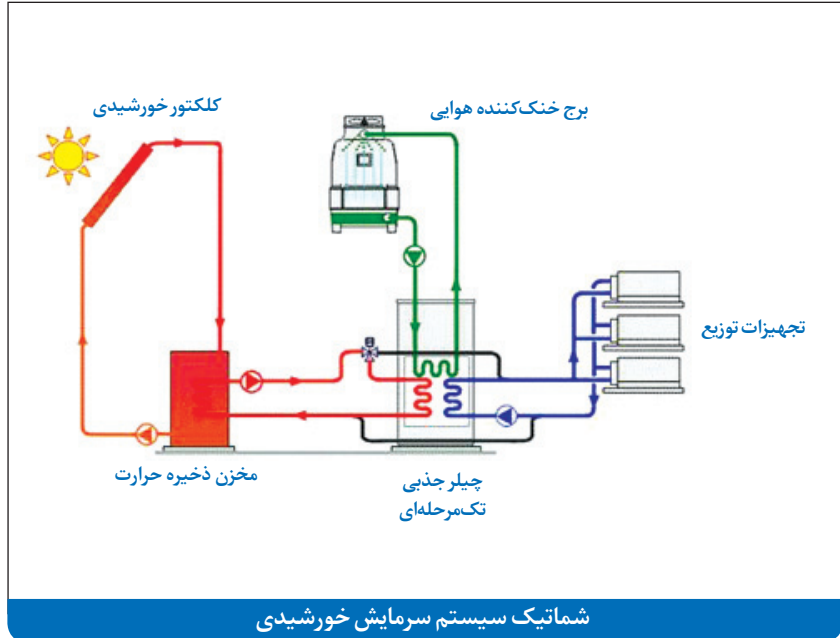 برج خنک‌کننده هوایی
کلکتور خورشیدی
تجهیزات توزیع
چیلر جذبی
تک‌مرحله‌ای
مخزن ذخیره حرارت
شماتیک سیستم سرمایش خورشیدی